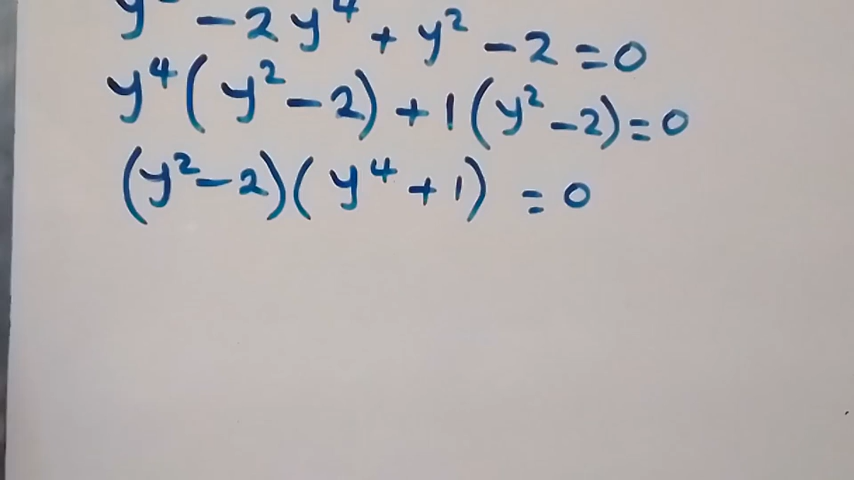 y - 2y⁴ + y² - 2 = 0
y⁴(y² - 2) + 1(y² - 2) = 0
(y² - 2)(y⁴ + 1) = 0